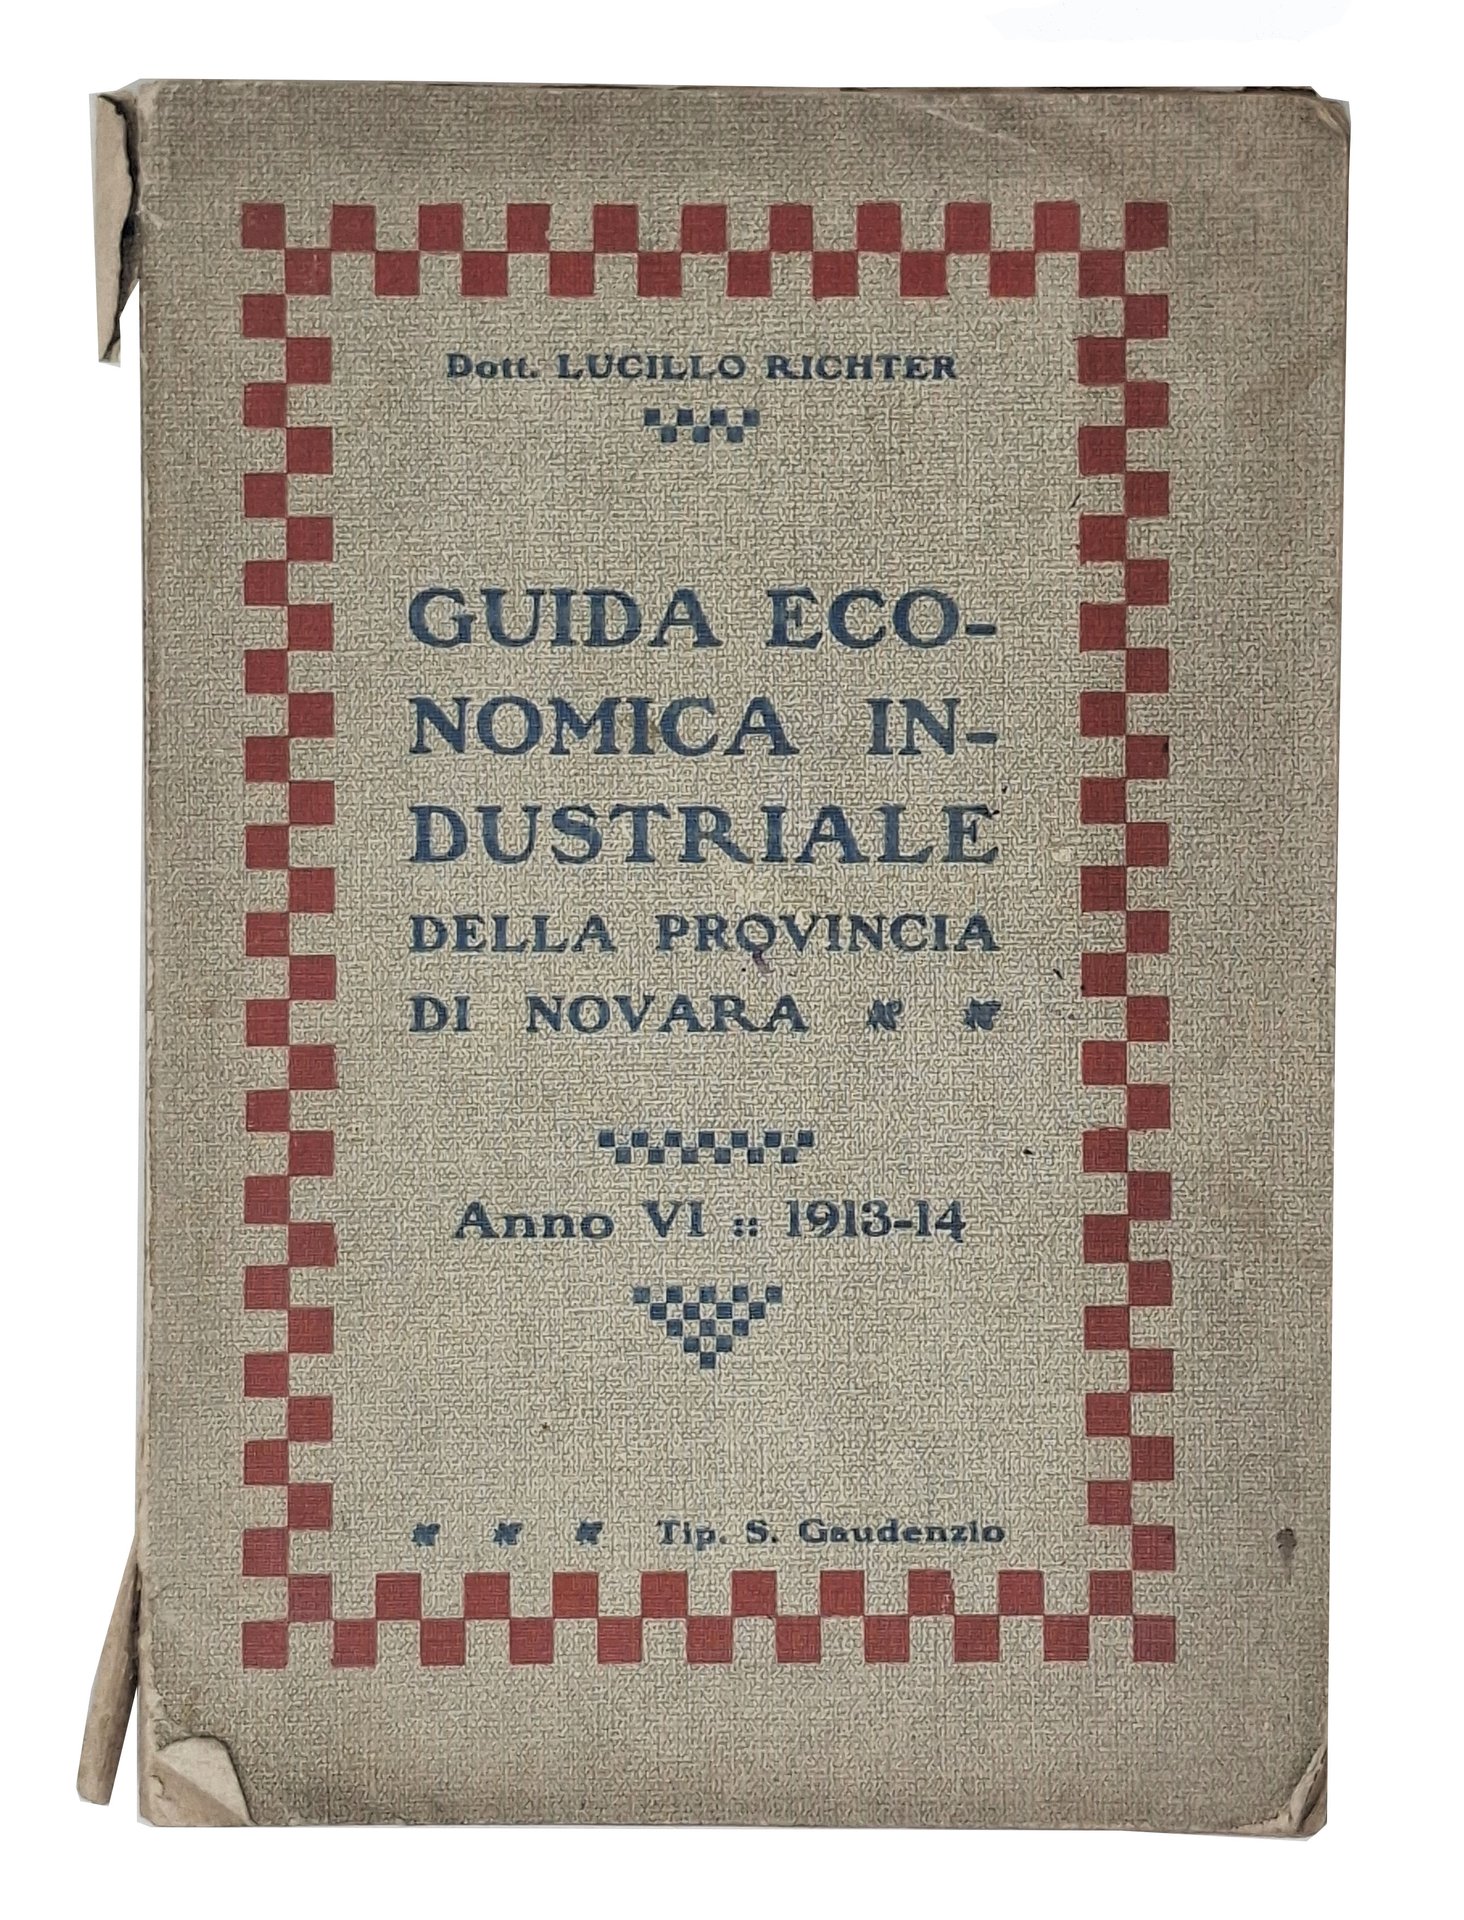 Dott. LUCILLO RICHTER
GUIDA ECO-
NOMICA IN-
DUSTRIALE
DELLA PROVINCIA
DI NOVARA
Anno VI :: 1913-14
Tip. S. Gaudenzio